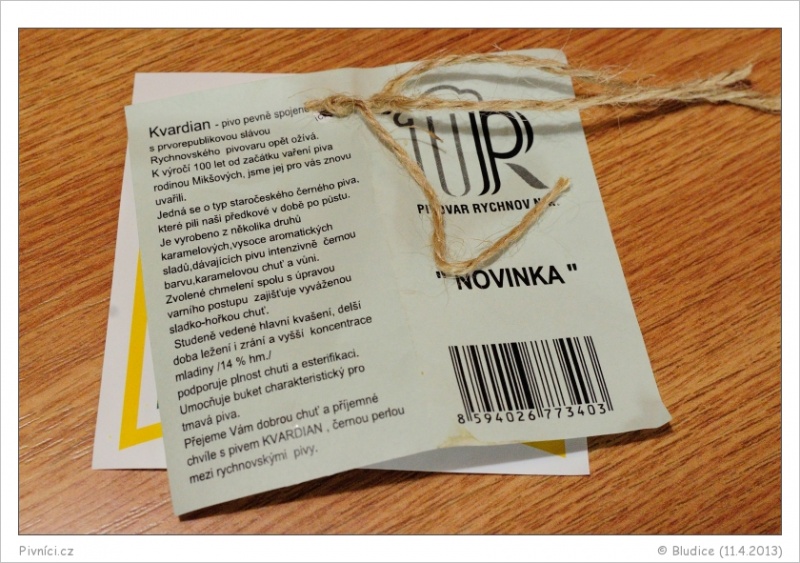 Kvardian - pivo pevně spojené
s prvorepublikovou slávou
Rychnovského pivovaru opět ožívá.
K výročí 100 let od začátku vaření piva
rodinou Mikšových, jsme jej pro vás znovu
uvařili.
Jedná se o typ staročeského černého piva,
které pili naši předkové v době po půstu.
Je vyrobeno z několika druhů
karamelových,vysoce aromatických
sladů,dávajících pivu intenzivně černou
barvu,karamelovou chuť a vůni.
Zvolené chmelení spolu s úpravou
varního postupu zajišťuje vyváženou
sladko-hořkou chuť.
Studeně vedené hlavní kvašení, delší
doba ležení i zrání a vyšší koncentrace
mladiny /14 % hm./
podporuje plnost chuti a esterifikaci.
Umocňuje buket charakteristický pro
tmavá piva.
Přejeme Vám dobrou chuť a příjemné
chvíle s pivem KVARDIAN , černou perlou
mezi rychnovskými pivy.
PIVOVAR RYCHNOV
" NOVINKA "
8 594026 773403
Pivníci.cz
© Bludice (11.4.2013)